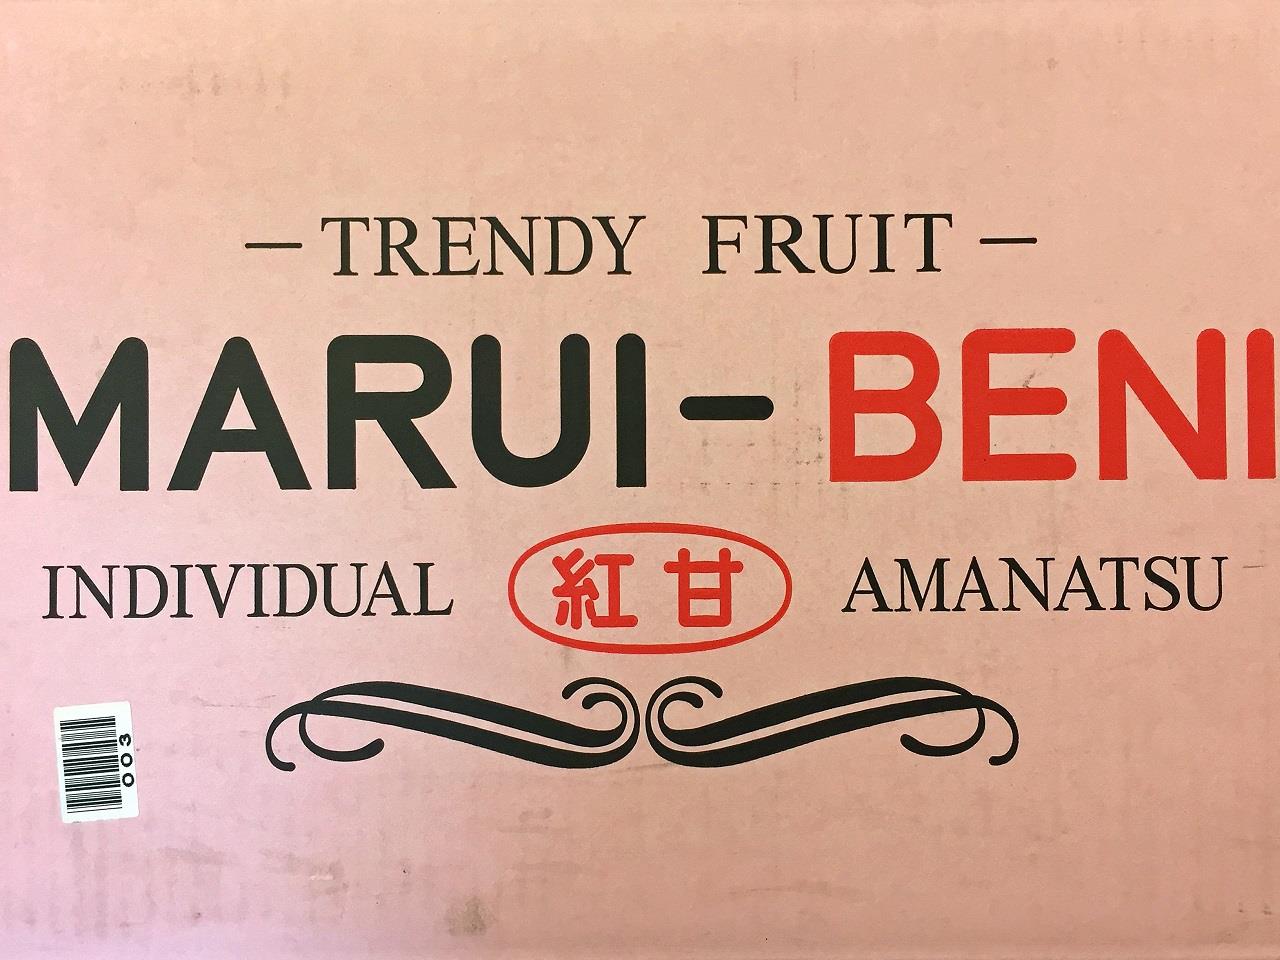 — TRENDY FRUIT —
MARUI-BENI
INDIVIDUAL 紅甘 AMANATSU
003